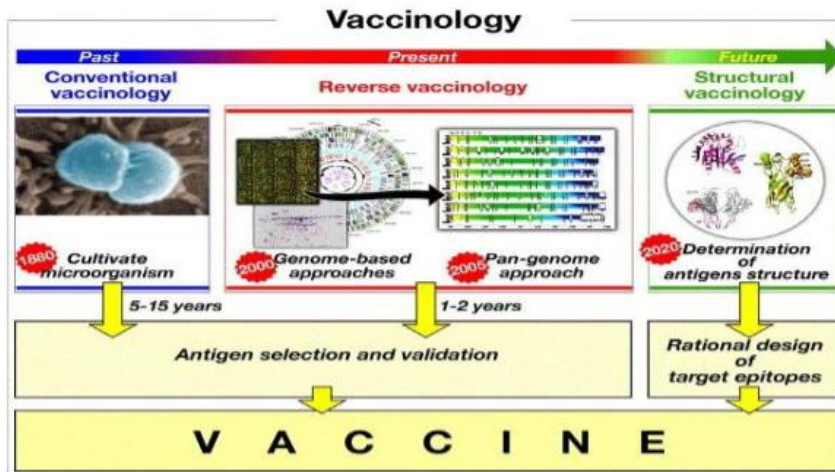 Vaccinology
Past
Present
Future
Conventional
vaccinology
Reverse vaccinology
Structural
vaccinology
1880
Cultivate
microorganism
2000
Genome-based
approaches
2005
Pan-genome
approach
2020
Determination
of
antigens structure
5-15 years
1-2 years
Antigen selection and validation
Rational design
of
target epitopes
V A C C I N E